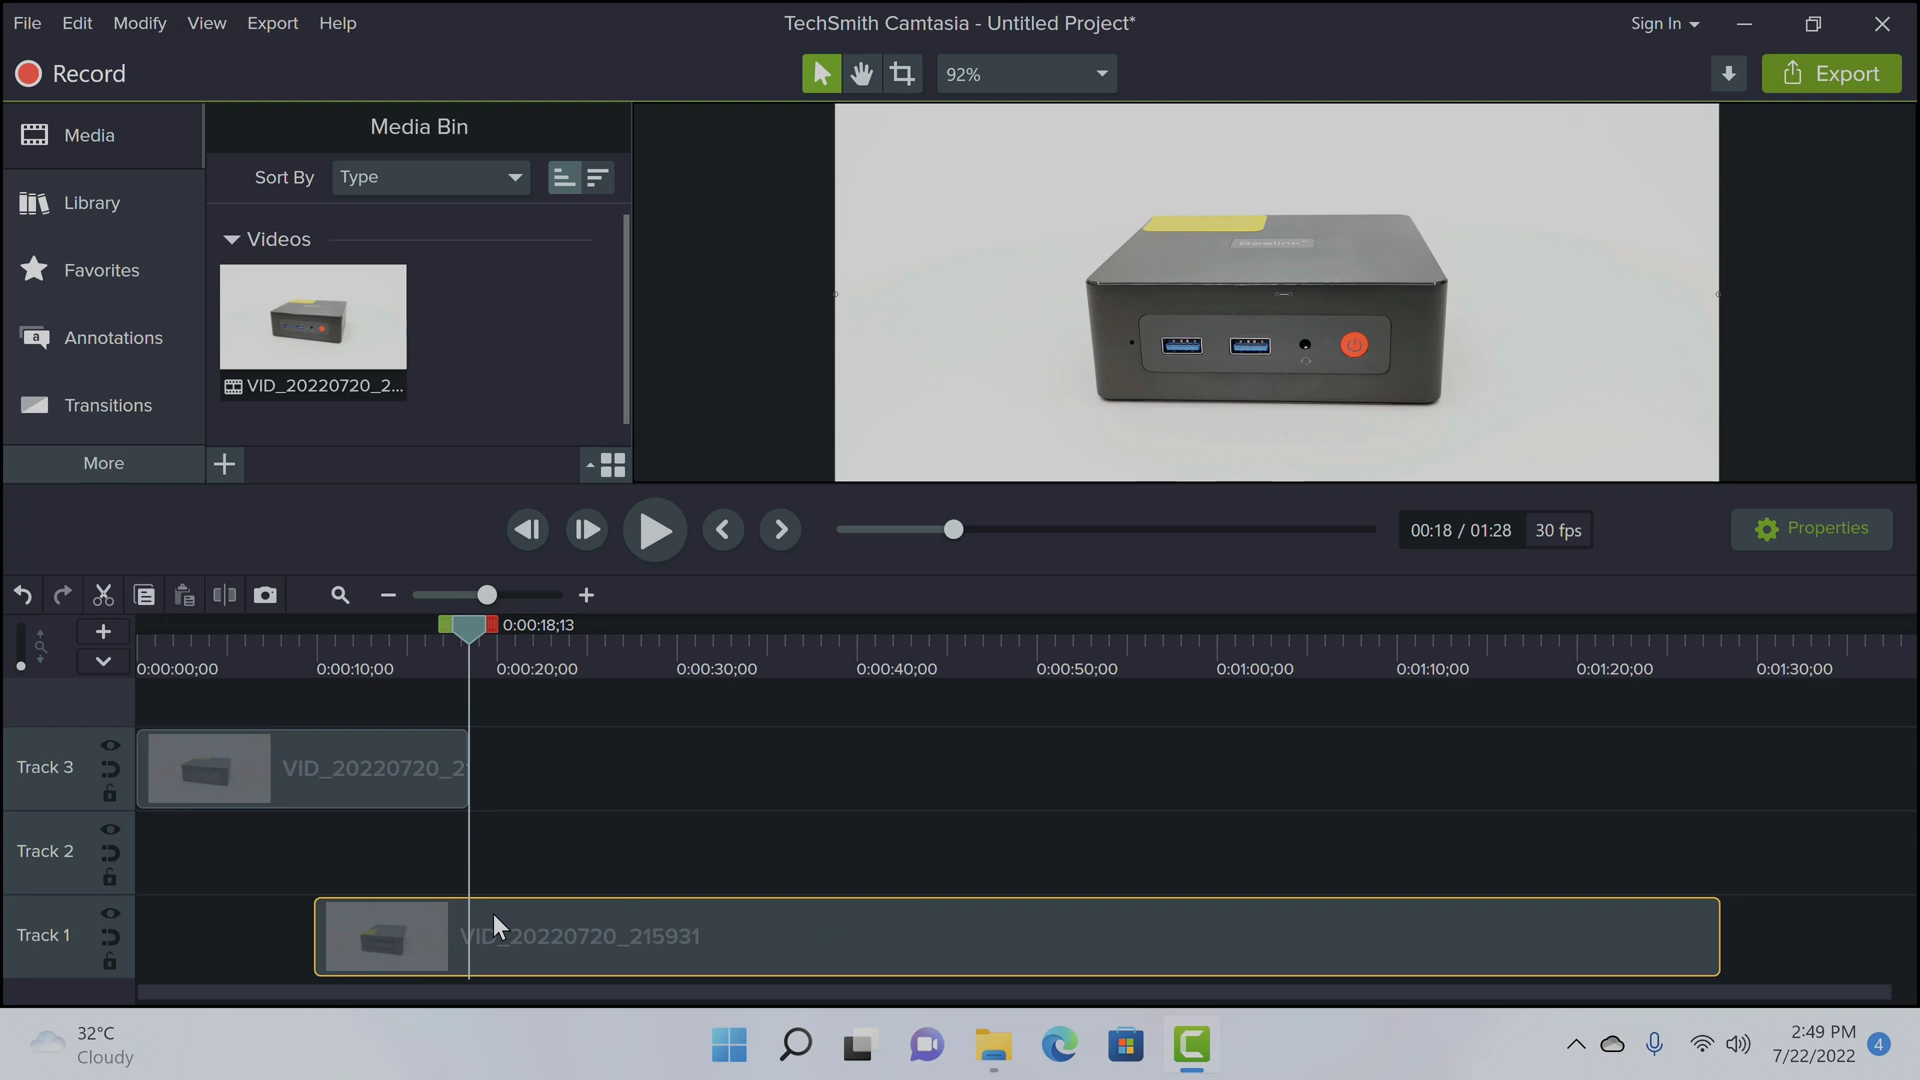 File Edit Modify View Export Help
TechSmith Camtasia - Untitled Project*
Sign In
Record
92%
Export
Media
Library
Favorites
Annotations
Transitions
More
Media Bin
Sort By Type
Videos
VID_20220720_2...
Beelink
00:18 / 01:28 30 fps
Properties
0:00:18;13
0:00:00;00 0:00:10;00 0:00:20;00 0:00:30;00 0:00:40;00 0:00:50;00 0:01:00;00 0:01:10;00 0:01:20;00 0:01:30;00
Track 3
VID_20220720_2
Track 2
Track 1
VID_20220720_215931
32°C
Cloudy
2:49 PM
7/22/2022
4